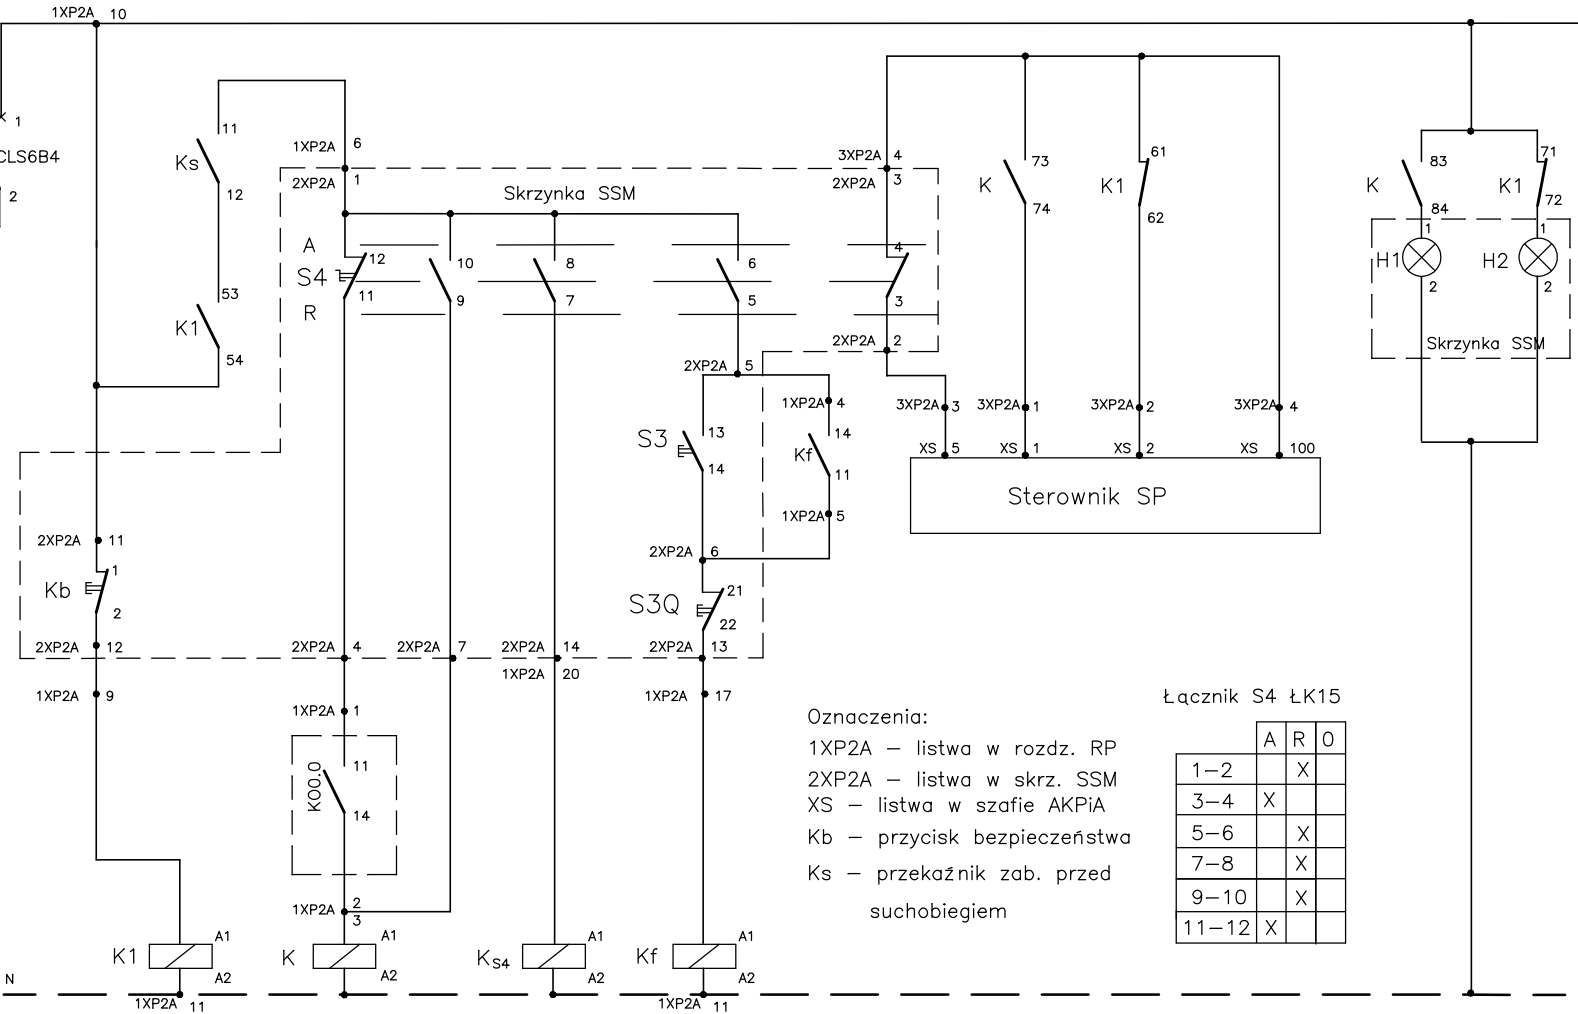 1XP2A 10
1
CLS6B4
2
11
Ks
12
53
K1
54
1XP2A 6
2XP2A 1
Skrzynka SSM
3XP2A 4
2XP2A 3
A
S4
R
12
11
10
9
8
7
6
5
4
3
2XP2A 2
2XP2A 5
1XP2A 4
S3
13
14
Kf
14
11
1XP2A 5
2XP2A 6
S3Q
21
22
K
73
74
K1
61
62
3XP2A 3
3XP2A 1
3XP2A 2
3XP2A 4
XS 5
XS 1
XS 2
XS 100
Sterownik SP
K
83
84
K1
71
72
H1
1
2
H2
1
2
Skrzynka SSM
2XP2A 11
Kb
1
2
2XP2A 12
2XP2A 4
2XP2A 7
2XP2A 14
2XP2A 13
1XP2A 9
1XP2A 20
1XP2A 17
1XP2A 1
K00.0
11
14
1XP2A 2
3
K1
A1
A2
K
A1
A2
KS4
A1
A2
Kf
A1
A2
N
1XP2A 11
1XP2A 11
Oznaczenia:
1XP2A – listwa w rozdz. RP
2XP2A – listwa w skrz. SSM
XS – listwa w szafie AKPiA
Kb – przycisk bezpieczeństwa
Ks – przekaźnik zab. przed
suchobiegiem
Łącznik S4 ŁK15
A R 0
1–2 X
3–4 X
5–6 X
7–8 X
9–10 X
11–12 X